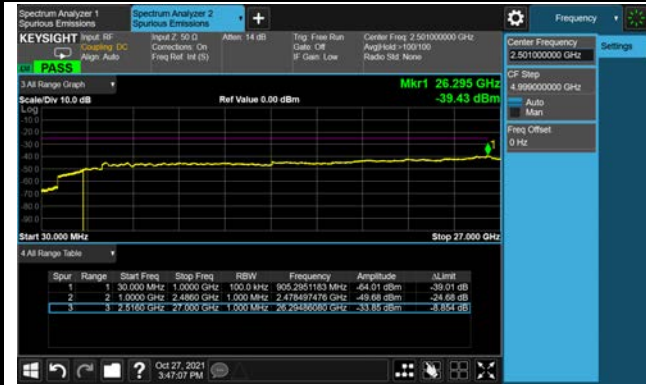 Spectrum Analyzer 1
Spurious Emissions
Spectrum Analyzer 2
Spurious Emissions
+
Frequency
KEYSIGHT
Input: RF
Coupling: DC
Align: Auto
Input Z: 50 Ω
Corrections: On
Freq Ref: Int (S)
Atten: 14 dB
Trig: Free Run
Gate: Off
IF Gain: Low
Center Freq: 2.501000000 GHz
Avg|Hold:>100/100
Radio Std: None
PASS
3 All Range Graph
Mkr1 26.295 GHz
Scale/Div 10.0 dB
Ref Value 0.00 dBm
-39.43 dBm
Log
-10.0
-20.0
-30.0
-40.0
-50.0
-60.0
-70.0
-80.0
-90.0
1
Start 30.000 MHz
Stop 27.000 GHz
4 All Range Table
Spur Range Start Freq Stop Freq RBW Frequency Amplitude ΔLimit
1 1 30.000 MHz 1.0000 GHz 100.0 kHz 905.2951183 MHz -64.01 dBm -39.01 dB
2 2 1.0000 GHz 2.4860 GHz 1.000 MHz 2.478497476 GHz -49.68 dBm -24.68 dB
3 3 2.5160 GHz 27.000 GHz 1.000 MHz 26.29486080 GHz -33.85 dBm -8.854 dB
Center Frequency
2.501000000 GHz
Settings
CF Step
4.999000000 GHz
Auto
Man
Freq Offset
0 Hz
?
Oct 27, 2021
3:47:07 PM